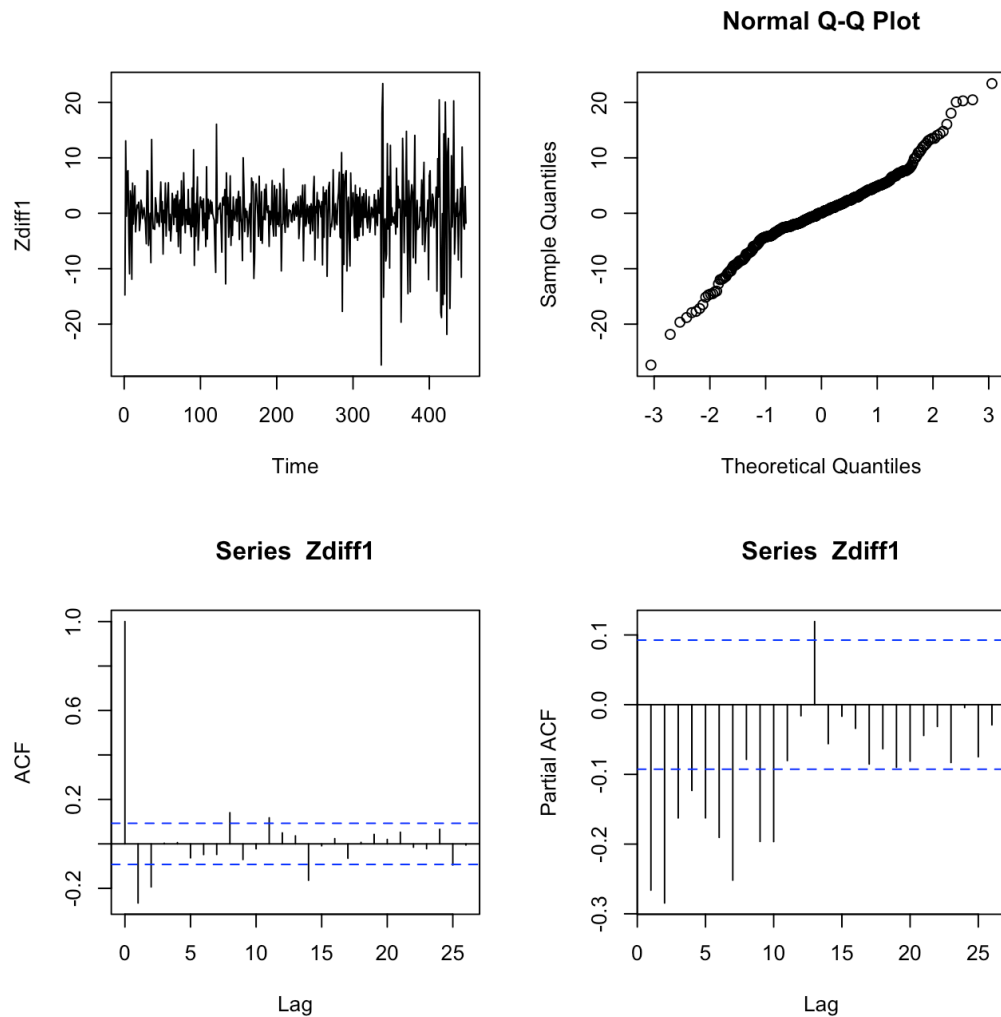 Zdiff1
20
10
0
-10
-20
0 100 200 300 400
Time
Normal Q-Q Plot
Sample Quantiles
20
10
0
-10
-20
-3 -2 -1 0 1 2 3
Theoretical Quantiles
Series Zdiff1
ACF
1.0
0.6
0.2
-0.2
0 5 10 15 20 25
Lag
Series Zdiff1
Partial ACF
0.1
0.0
-0.1
-0.2
-0.3
0 5 10 15 20 25
Lag